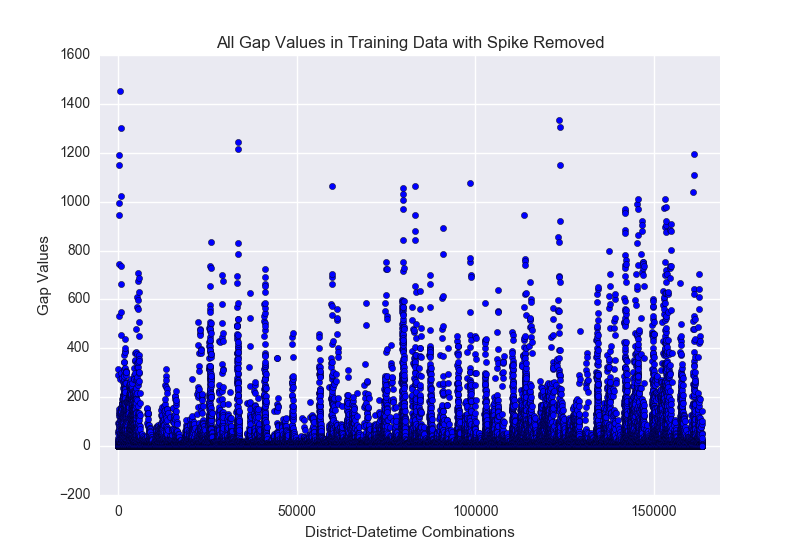 All Gap Values in Training Data with Spike Removed
1600
1400
1200
1000
800
600
400
200
0
−200
Gap Values
0 50000 100000 150000
District-Datetime Combinations